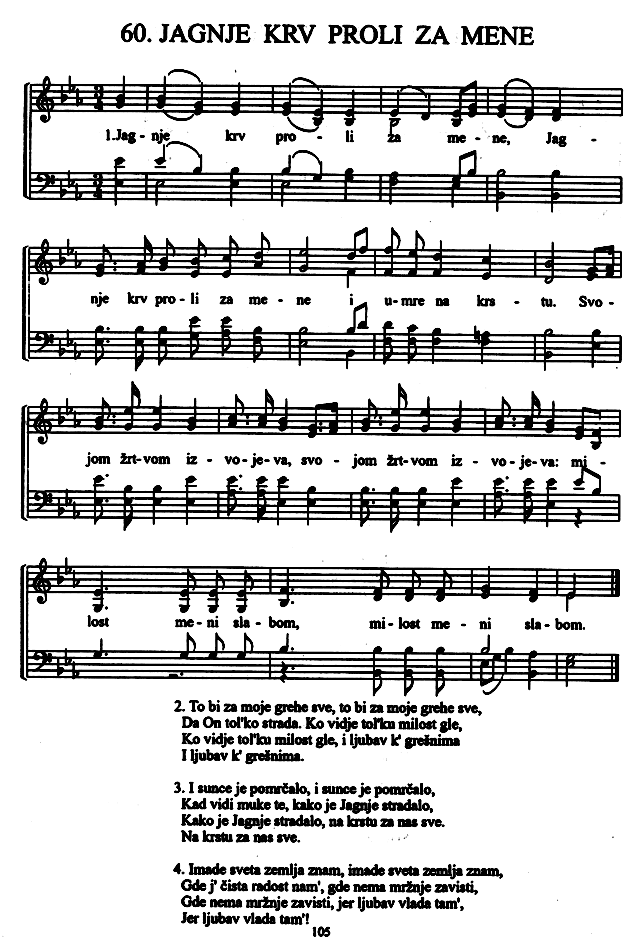 60. JAGNJE KRV PROLI ZA MENE
1.Jag - nje krv pro - li za me - ne, Jag -
nje krv pro - li za me - ne i u - mre na kr - stu. Svo -
jom žrt - vom iz - vo - je - va, svo - jom žrt - vom iz - vo - je - va: mi -
lost me - ni sla - bom, mi - lost me - ni sla - bom.
2. To bi za moje grehe sve, to bi za moje grehe sve,
Da On tol'ko strada. Ko vidje tol'ku milost gle,
Ko vidje tol'ku milost gle, i ljubav k' grešnima
I ljubav k' grešnima.
3. I sunce je pomrčalo, i sunce je pomrčalo,
Kad vidi muke te, kako je Jagnje stradalo,
Kako je Jagnje stradalo, na krstu za nas sve.
Na krstu za nas sve.
4. Imade sveta zemlja znam, imade sveta zemlja znam,
Gde j' čista radost nam', gde nema mržnje zavisti,
Gde nema mržnje zavisti, jer ljubav vlada tam',
Jer ljubav vlada tam'!
105